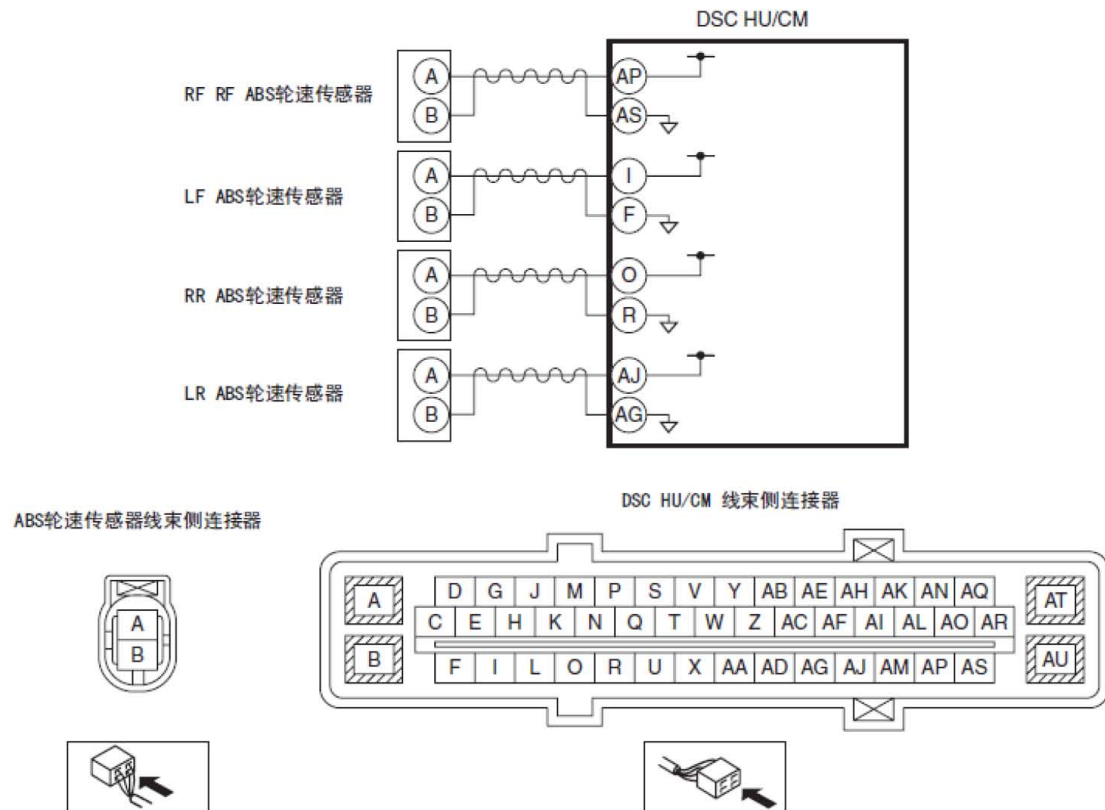 DSC HU/CM
RF RF ABS轮速传感器
A
B
AP
AS
LF ABS轮速传感器
A
B
I
F
RR ABS轮速传感器
A
B
O
R
LR ABS轮速传感器
A
B
AJ
AG
ABS轮速传感器线束侧连接器
A
B
DSC HU/CM 线束侧连接器
A D G J M P S V Y AB AE AH AK AN AQ AT
C E H K N Q T W Z AC AF AI AL AO AR
B F I L O R U X AA AD AG AJ AM AP AS AU